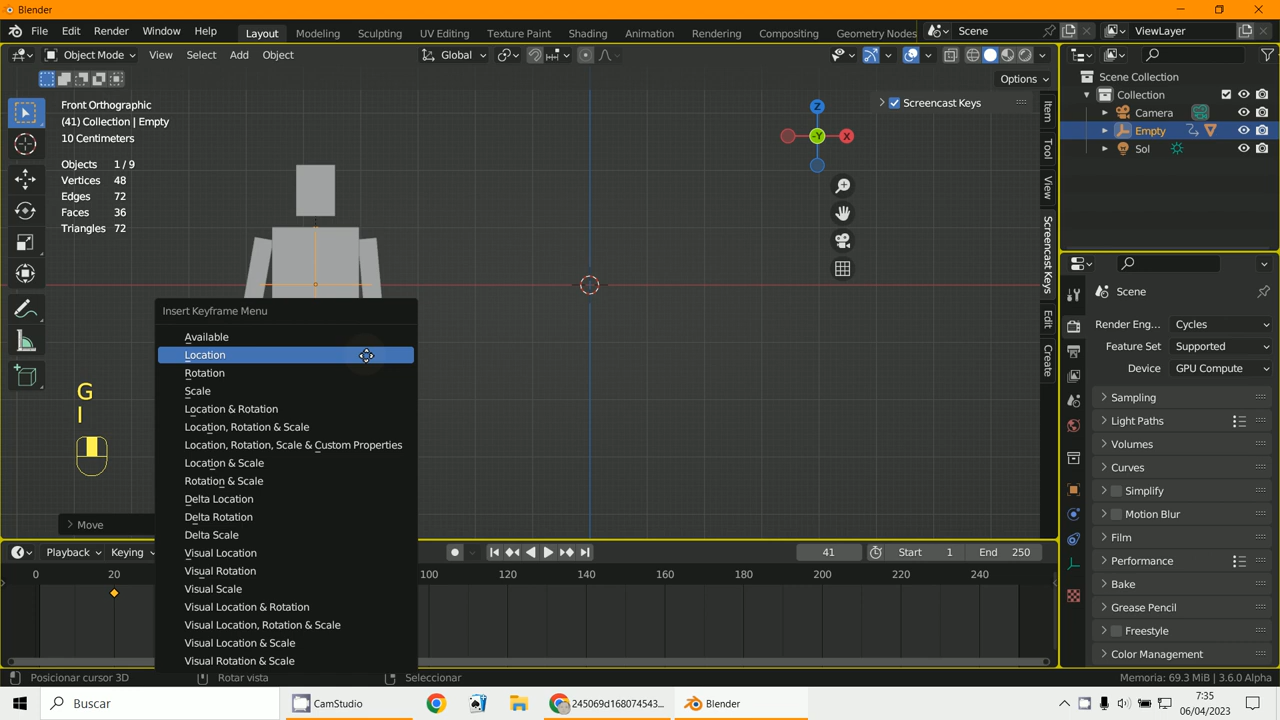 Blender
File Edit Render Window Help Layout Modeling Sculpting UV Editing Texture Paint Shading Animation Rendering Compositing Geometry Nodes Scene ViewLayer
Object Mode View Select Add Object Global
Options
Front Orthographic
(41) Collection | Empty
10 Centimeters
Objects 1 / 9
Vertices 48
Edges 72
Faces 36
Triangles 72
Screencast Keys
Z
-Y
X
Item
Tool
View
Screencast Keys
Edit
Create
Scene Collection
Collection
Camera
Empty
Sol
Scene
Render Eng... Cycles
Feature Set Supported
Device GPU Compute
Sampling
Light Paths
Volumes
Curves
Simplify
Motion Blur
Film
Performance
Bake
Grease Pencil
Freestyle
Color Management
Insert Keyframe Menu
Available
Location
Rotation
Scale
Location & Rotation
Location, Rotation & Scale
Location, Rotation, Scale & Custom Properties
Location & Scale
Rotation & Scale
Delta Location
Delta Rotation
Delta Scale
Visual Location
Visual Rotation
Visual Scale
Visual Location & Rotation
Visual Location, Rotation & Scale
Visual Location & Scale
Visual Rotation & Scale
G
I
Move
Playback Keying 41 Start 1 End 250
0 20 100 120 140 160 180 200 220 240
Posicionar cursor 3D Rotar vista Seleccionar Memoria: 69.3 MiB | 3.6.0 Alpha
Buscar CamStudio 245069d168074543... Blender 7:35
06/04/2023